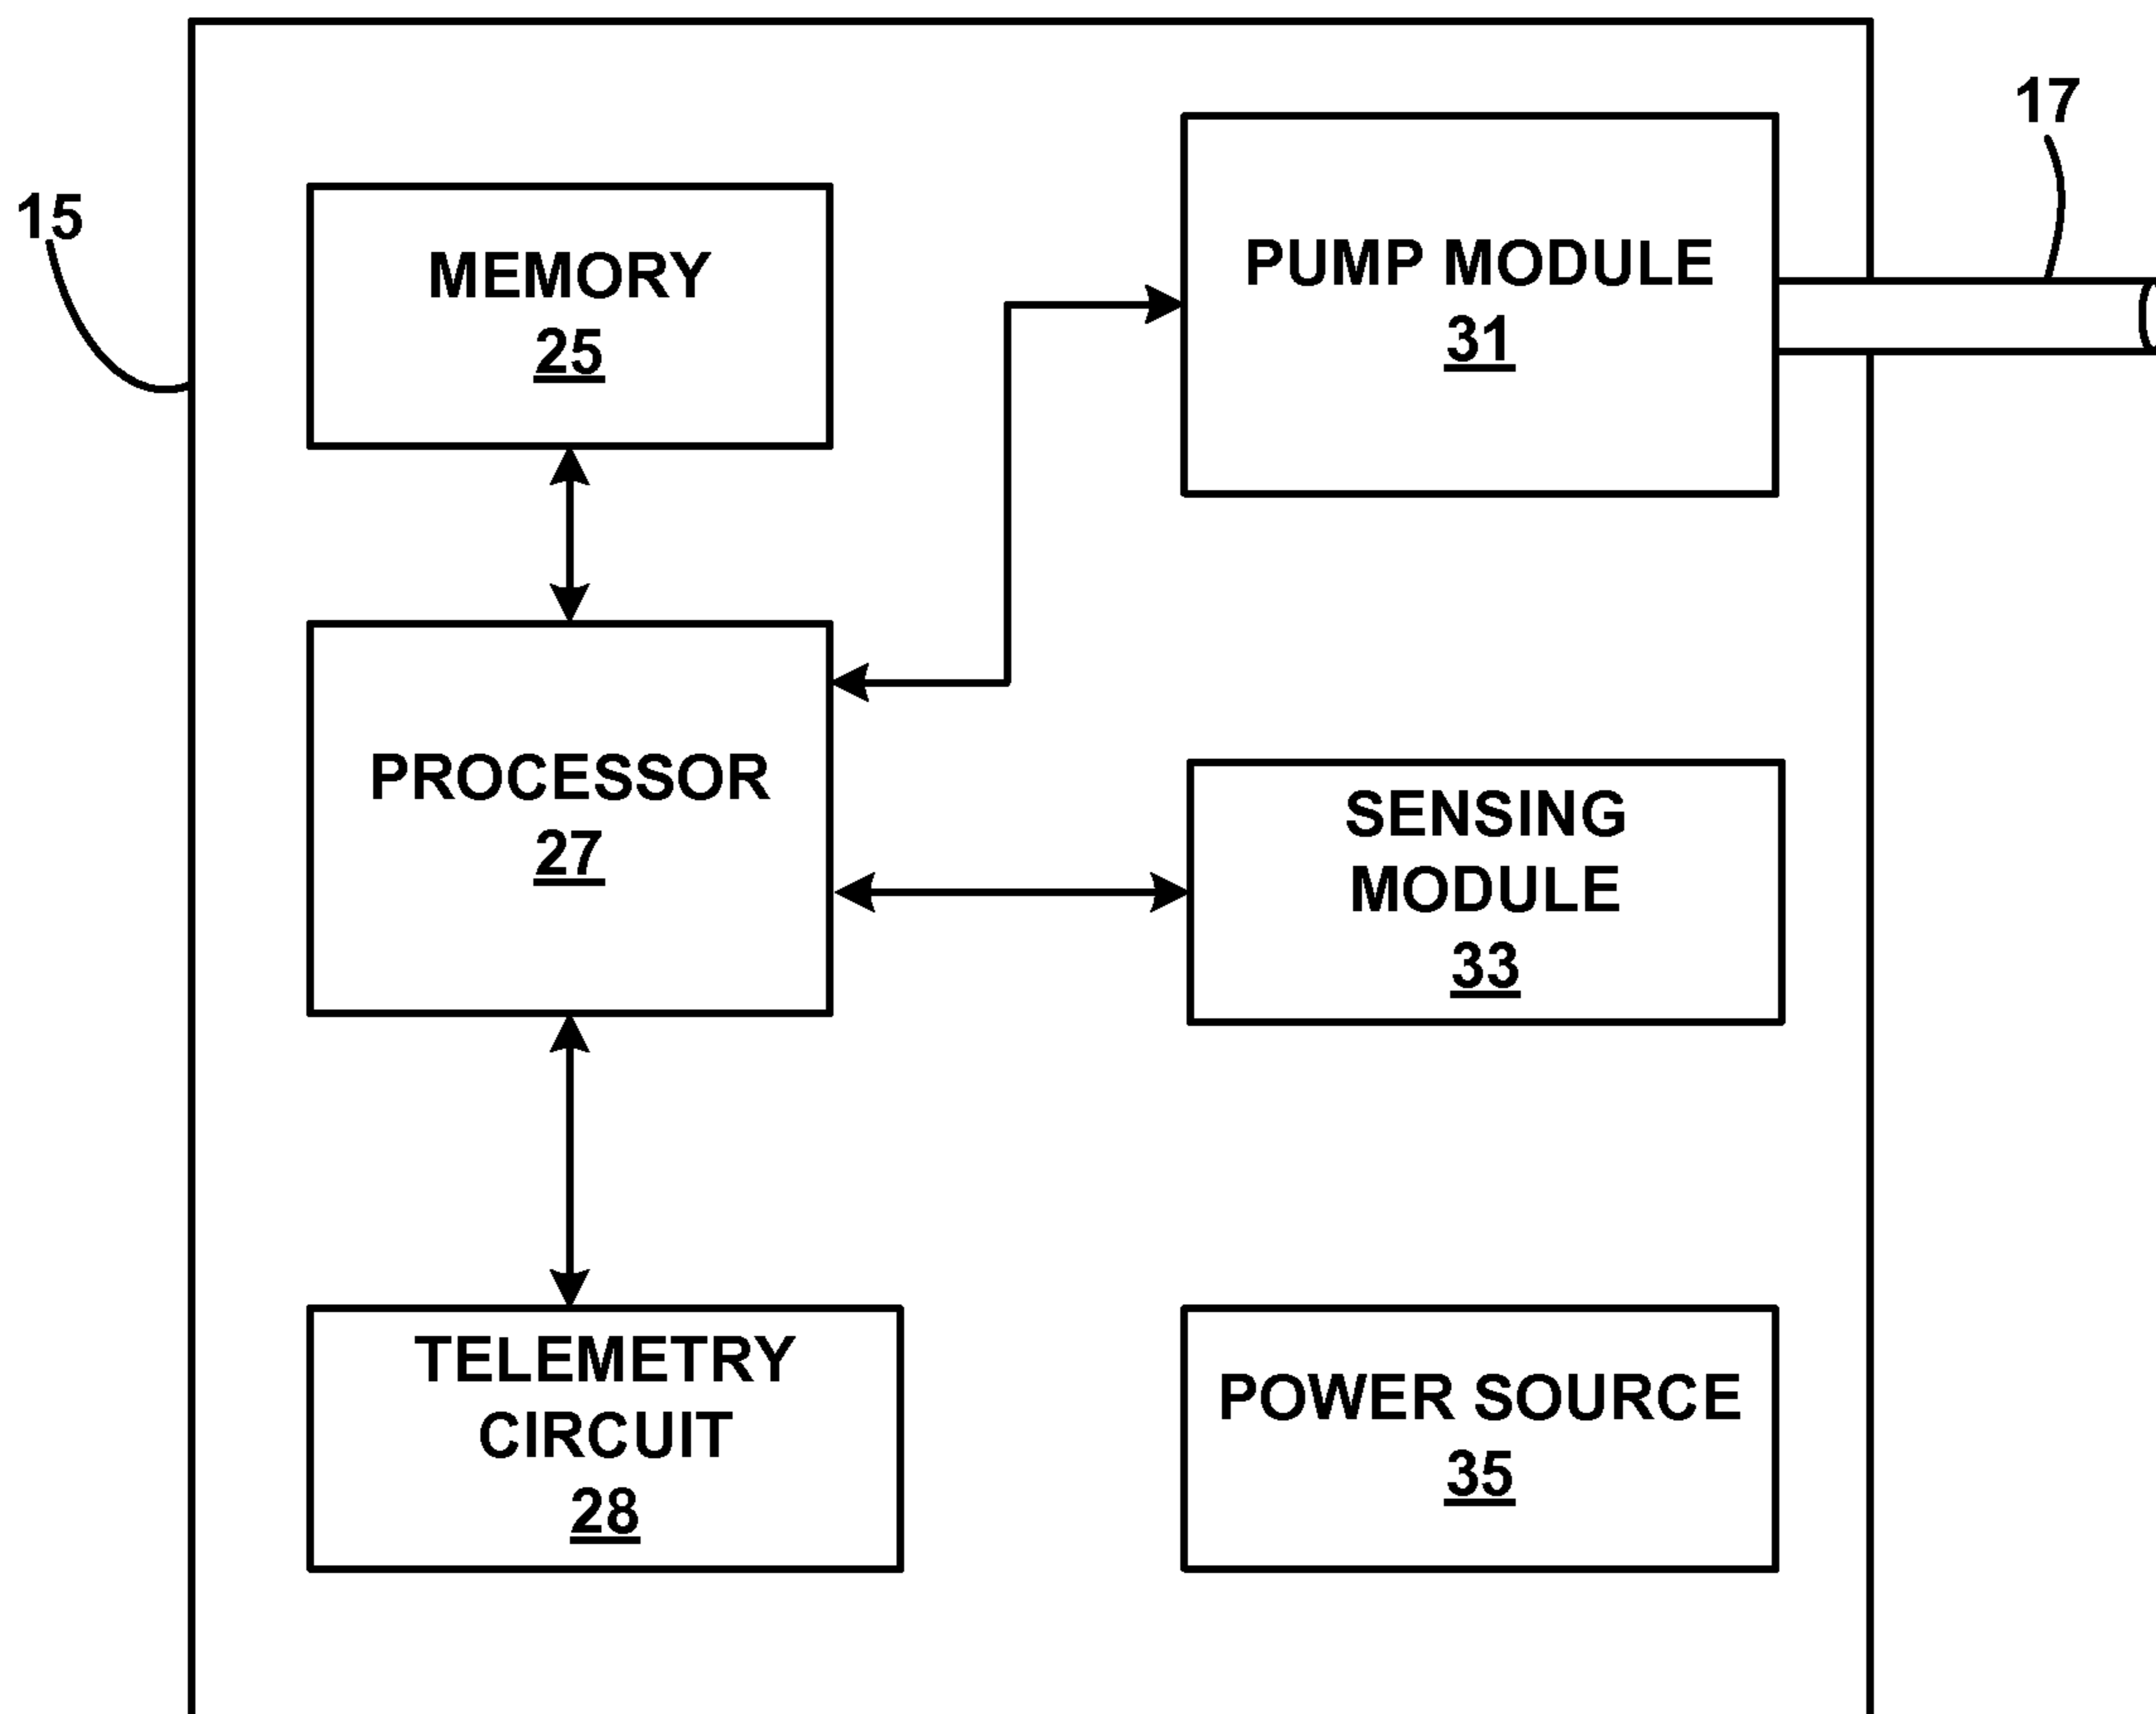 17
15
MEMORY
25
PUMP MODULE
31
PROCESSOR
27
SENSING
MODULE
33
TELEMETRY
CIRCUIT
28
POWER SOURCE
35